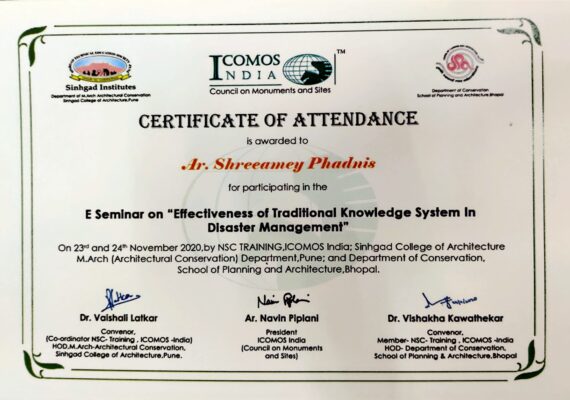 Sinhgad Institutes
Department of M.Arch Architectural Conservation
Sinhgad College of Architecture,Pune
ICOMOS
INDIA
TM
Council on Monuments and Sites
Department of Conservation
School of Planning and Architecture,Bhopal
CERTIFICATE OF ATTENDANCE
is awarded to
Ar. Shreeamey Phadnis
for participating in the
E Seminar on “Effectiveness of Traditional Knowledge System In
Disaster Management”
On 23rd and 24th November 2020,by NSC TRAINING,ICOMOS India; Sinhgad College of Architecture
M.Arch (Architectural Conservation) Department,Pune; and Department of Conservation,
School of Planning and Architecture,Bhopal.
Dr. Vaishali Latkar
Convenor,
(Co-ordinator NSC- Training , ICOMOS -India)
HOD,M.Arch-Architectural Conservation,
Sinhgad College of Architecture,Pune.
Navin Piplani
Ar. Navin Piplani
President
ICOMOS India
(Council on Monuments
and Sites)
Dr. Vishakha Kawathekar
Convenor,
Member- NSC- Training , ICOMOS -India
HOD- Department of Conservation,
School of Planning & Architecture,Bhopal